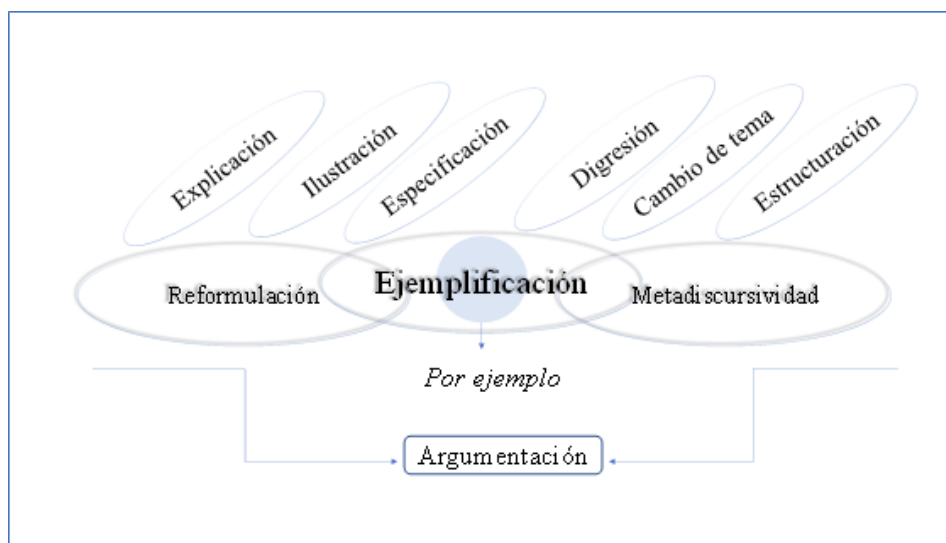 Explicación
Ilustración
Especificación
Digresión
Cambio de tema
Estructuración
Reformulación
Ejemplificación
Metadiscursividad
Por ejemplo
Argumentación